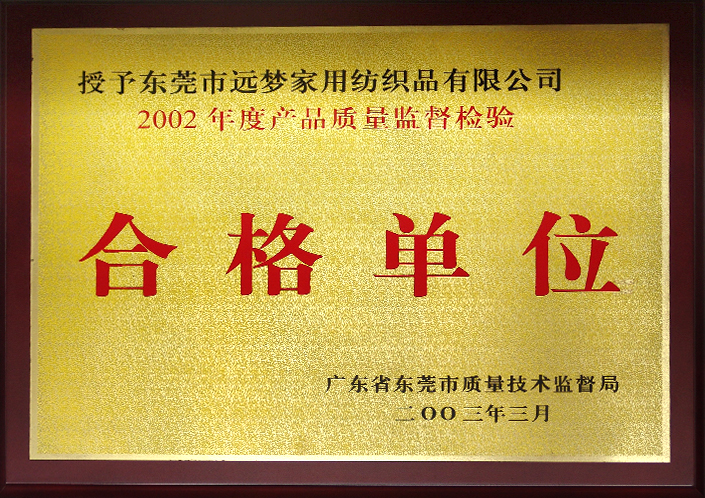 授予东莞市远梦家用纺织品有限公司
2002年度产品质量监督检验
合格单位
广东省东莞市质量技术监督局
二OO三年三月